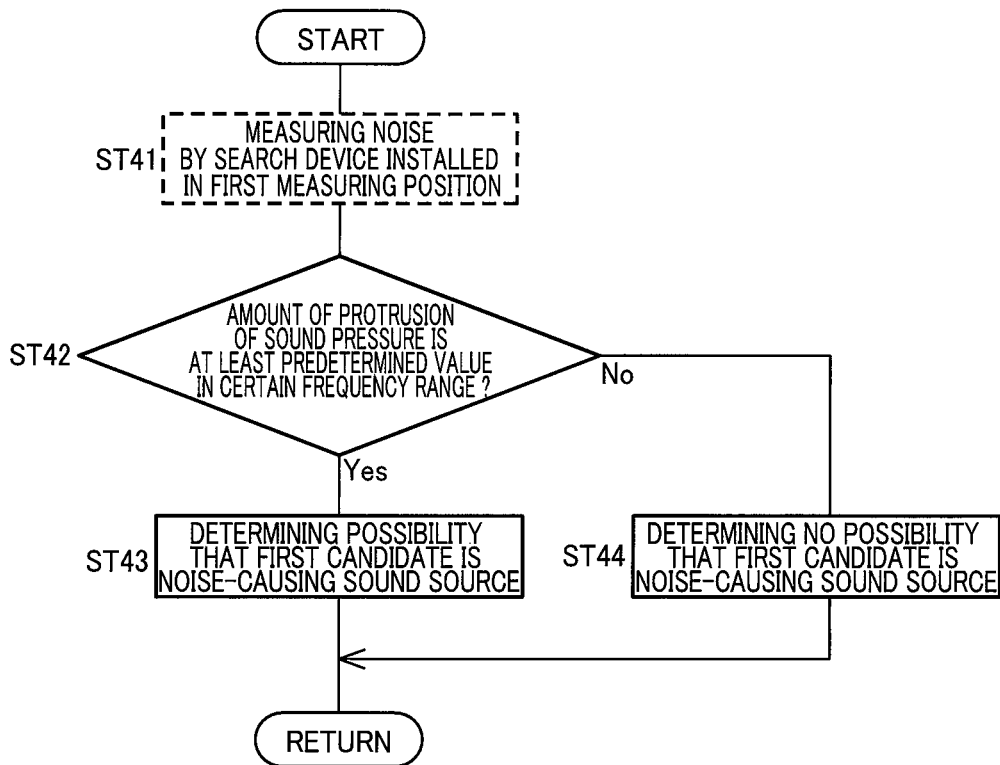 START
ST41
MEASURING NOISE
BY SEARCH DEVICE INSTALLED
IN FIRST MEASURING POSITION
ST42
AMOUNT OF PROTRUSION
OF SOUND PRESSURE IS
AT LEAST PREDETERMINED VALUE
IN CERTAIN FREQUENCY RANGE ?
No
Yes
ST43
DETERMINING POSSIBILITY
THAT FIRST CANDIDATE IS
NOISE-CAUSING SOUND SOURCE
ST44
DETERMINING NO POSSIBILITY
THAT FIRST CANDIDATE IS
NOISE-CAUSING SOUND SOURCE
RETURN